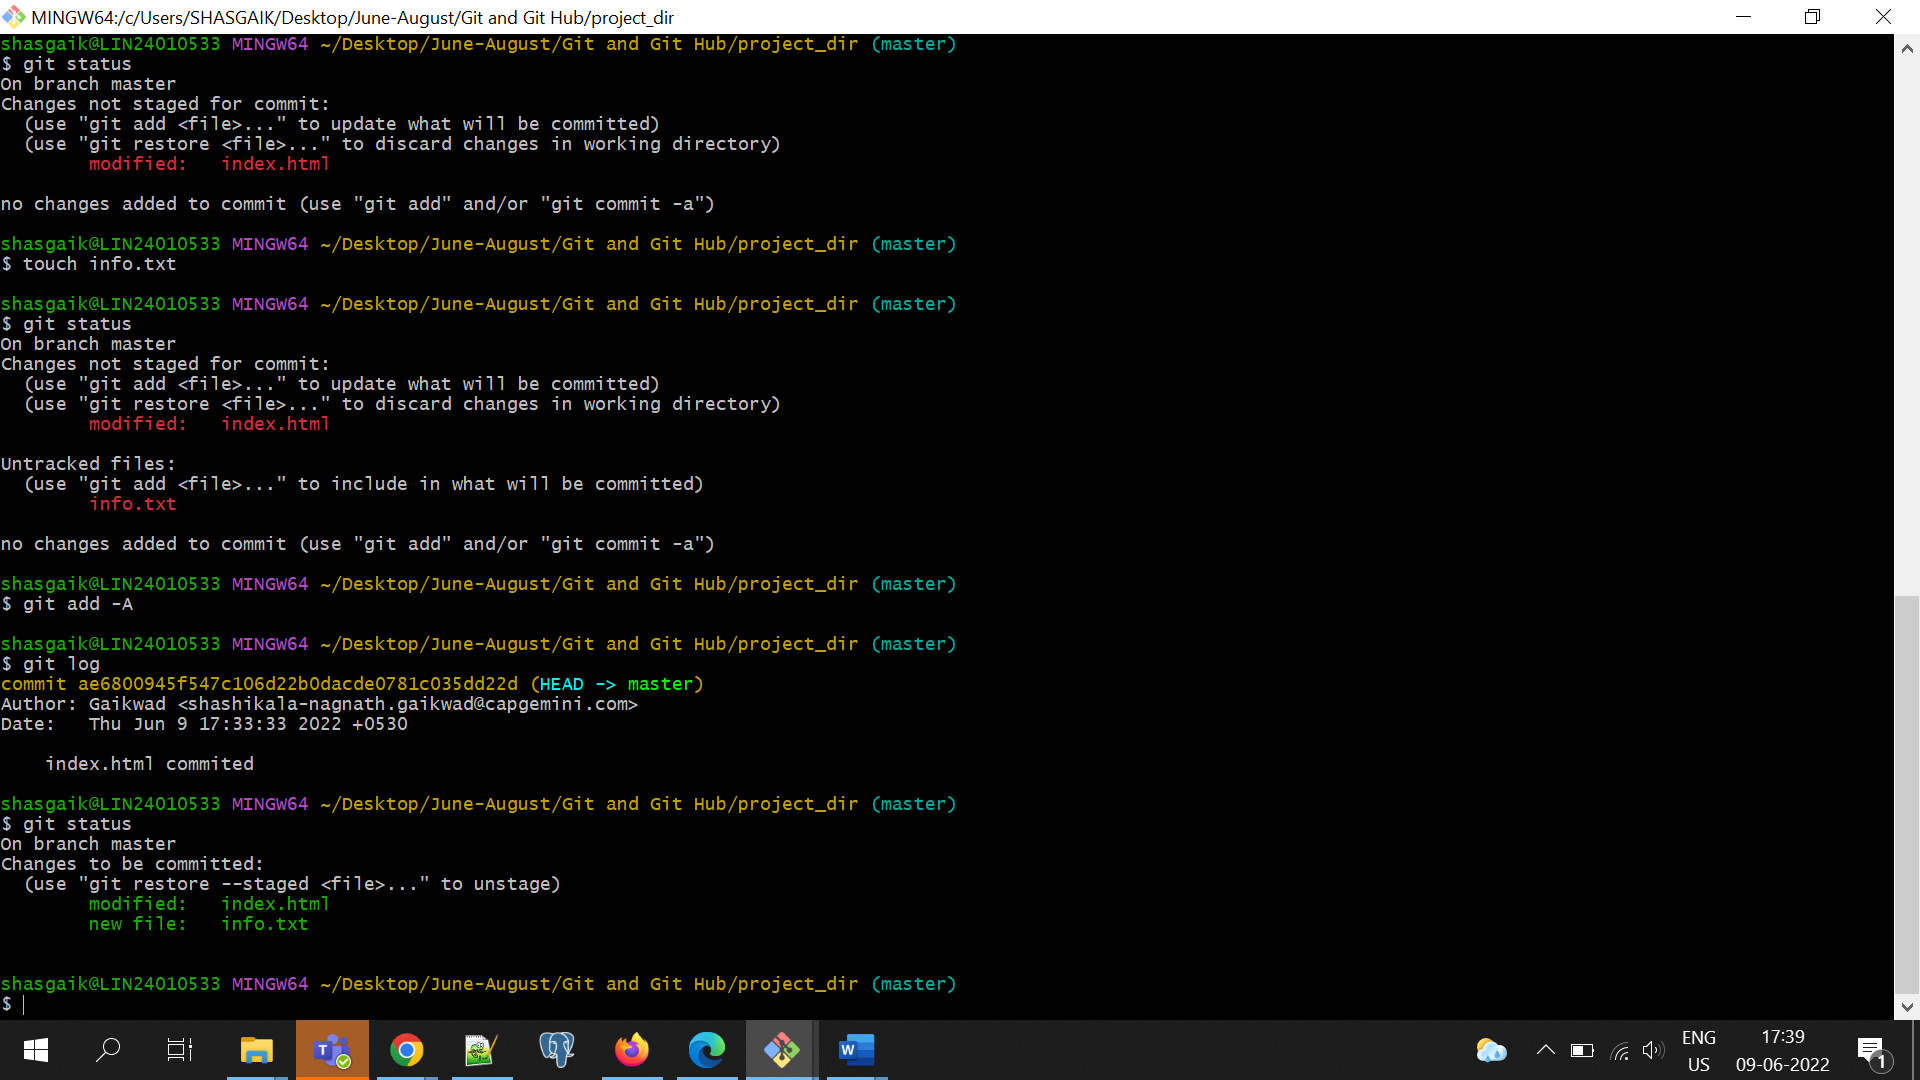 MINGW64:/c/Users/SHASGAIK/Desktop/June-August/Git and Git Hub/project_dir
shasgaik@LIN24010533 MINGW64 ~/Desktop/June-August/Git and Git Hub/project_dir (master)
$ git status
On branch master
Changes not staged for commit:
  (use "git add <file>..." to update what will be committed)
  (use "git restore <file>..." to discard changes in working directory)
        modified:   index.html

no changes added to commit (use "git add" and/or "git commit -a")

shasgaik@LIN24010533 MINGW64 ~/Desktop/June-August/Git and Git Hub/project_dir (master)
$ touch info.txt

shasgaik@LIN24010533 MINGW64 ~/Desktop/June-August/Git and Git Hub/project_dir (master)
$ git status
On branch master
Changes not staged for commit:
  (use "git add <file>..." to update what will be committed)
  (use "git restore <file>..." to discard changes in working directory)
        modified:   index.html

Untracked files:
  (use "git add <file>..." to include in what will be committed)
        info.txt

no changes added to commit (use "git add" and/or "git commit -a")

shasgaik@LIN24010533 MINGW64 ~/Desktop/June-August/Git and Git Hub/project_dir (master)
$ git add -A

shasgaik@LIN24010533 MINGW64 ~/Desktop/June-August/Git and Git Hub/project_dir (master)
$ git log
commit ae6800945f547c106d22b0dacde0781c035dd22d (HEAD -> master)
Author: Gaikwad <shashikala-nagnath.gaikwad@capgemini.com>
Date:   Thu Jun 9 17:33:33 2022 +0530

    index.html commited

shasgaik@LIN24010533 MINGW64 ~/Desktop/June-August/Git and Git Hub/project_dir (master)
$ git status
On branch master
Changes to be committed:
  (use "git restore --staged <file>..." to unstage)
        modified:   index.html
        new file:   info.txt


shasgaik@LIN24010533 MINGW64 ~/Desktop/June-August/Git and Git Hub/project_dir (master)
$
ENG
US
17:39
09-06-2022
1